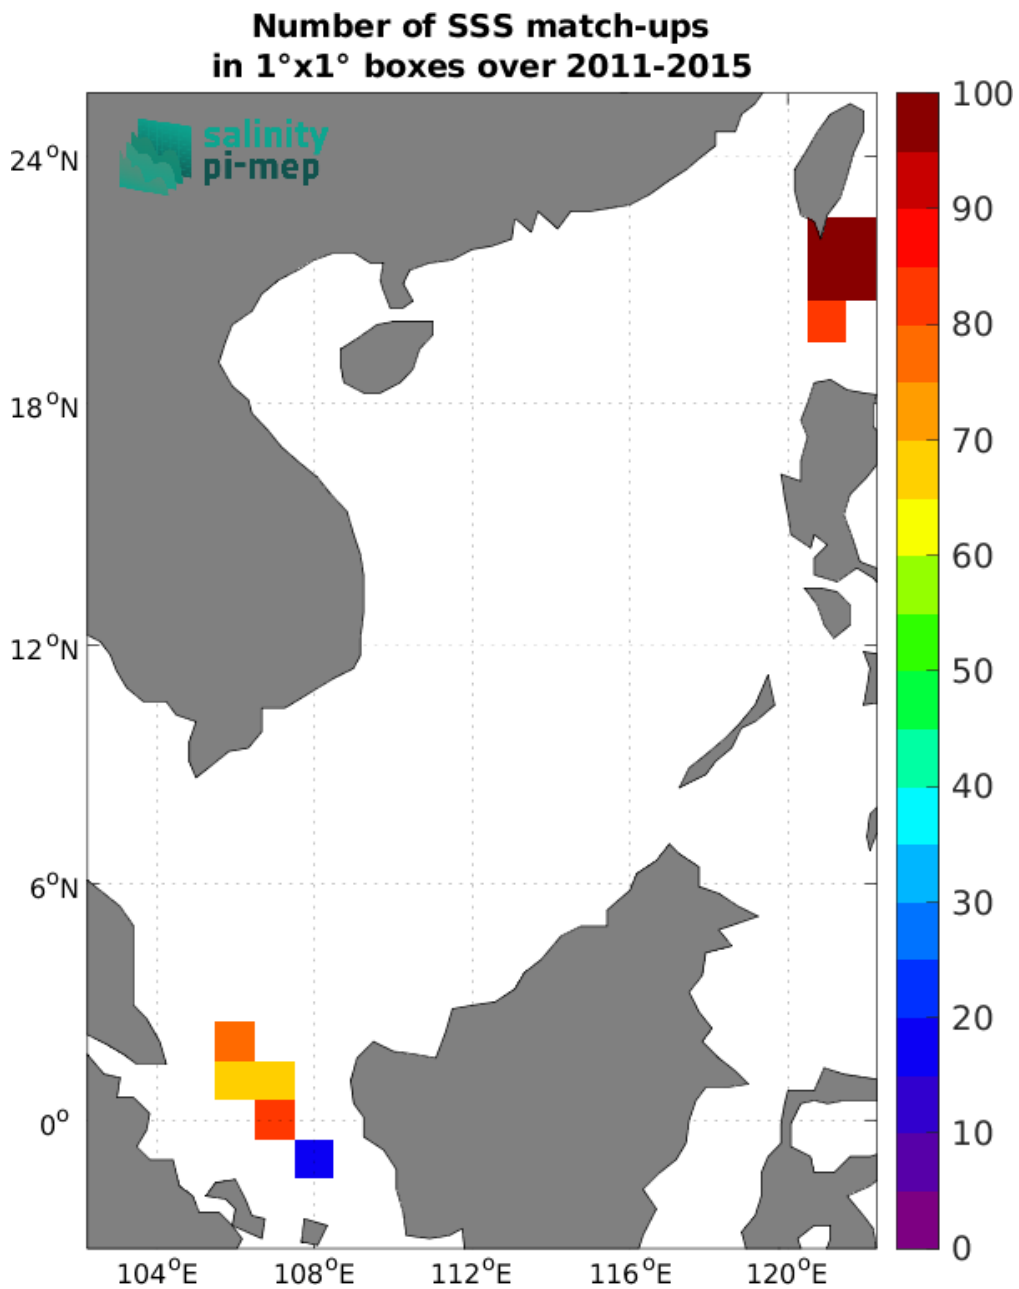 Number of SSS match-ups
in 1°x1° boxes over 2011-2015
salinity
pi-mep
24°N
18°N
12°N
6°N
0°
104°E
108°E
112°E
116°E
120°E
100
90
80
70
60
50
40
30
20
10
0